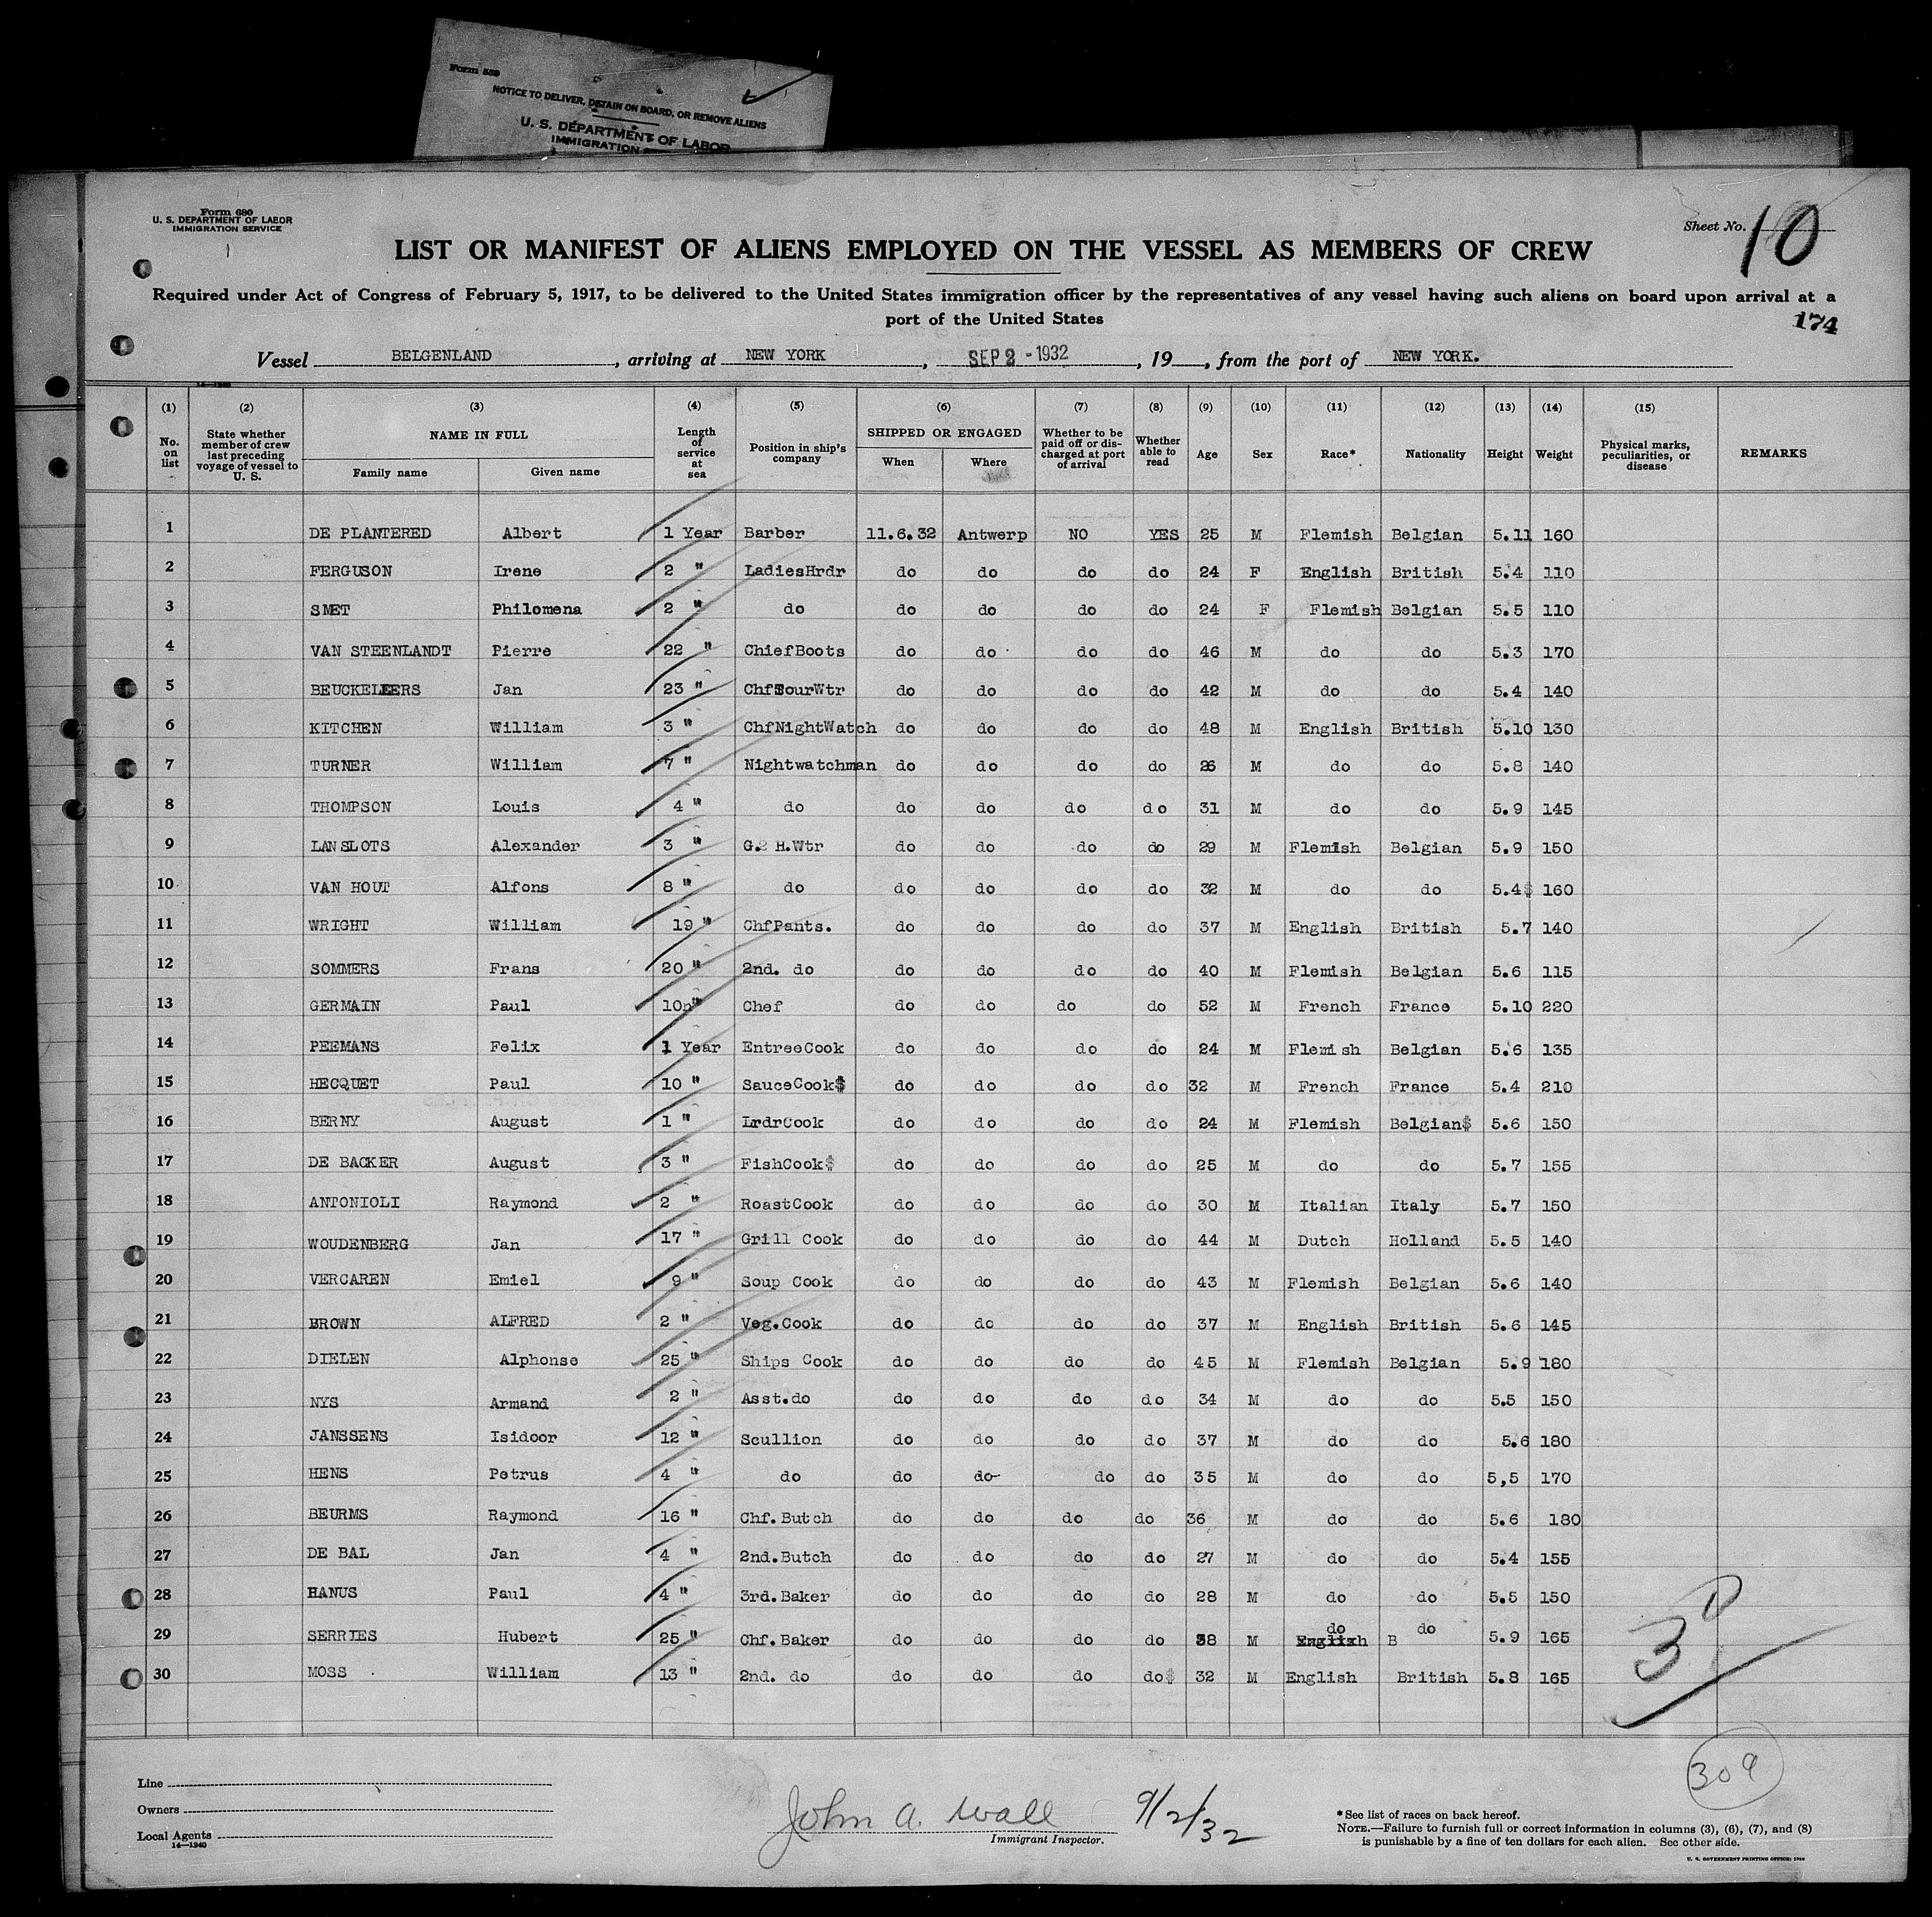 Form 559
NOTICE TO DELIVER, DETAIN ON BOARD, OR REMOVE ALIENS
U. S. DEPARTMENT OF LABOR
IMMIGRATION
Form 680
U. S. DEPARTMENT OF LABOR
IMMIGRATION SERVICE
Sheet No. 10
LIST OR MANIFEST OF ALIENS EMPLOYED ON THE VESSEL AS MEMBERS OF CREW
Required under Act of Congress of February 5, 1917, to be delivered to the United States immigration officer by the representatives of any vessel having such aliens on board upon arrival at a
port of the United States
174
Vessel BELGENLAND, arriving at NEW YORK, SEP 2 - 1932, 19, from the port of NEW YORK.
14-1240
(1) (2) (3) (4) (5) (6) (7) (8) (9) (10) (11) (12) (13) (14) (15)
No. on list State whether member of crew last preceding voyage of vessel to U. S. NAME IN FULL Family name Given name Length of service at sea Position in ship's company SHIPPED OR ENGAGED When Where Whether to be paid off or discharged at port of arrival Whether able to read Age Sex Race* Nationality Height Weight Physical marks, peculiarities, or disease REMARKS
1 DE PLANTERED Albert 1 Year Barber 11.6.32 Antwerp NO YES 25 M Flemish Belgian 5.11 160
2 FERGUSON Irene 2 " LadiesHrdr do do do do 24 F English British 5.4 110
3 SMET Philomena 2 " do do do do do 24 F Flemish Belgian 5.5 110
4 VAN STEENLANDT Pierre 22 " ChiefBoots do do do do 46 M do do 5.3 170
5 BEUCKELEERS Jan 23 " ChfTourWtr do do do do 42 M do do 5.4 140
6 KITCHEN William 3 " ChfNightWatch do do do do 48 M English British 5.10 130
7 TURNER William 7 " Nightwatchman do do do do 26 M do do 5.8 140
8 THOMPSON Louis 4 " do do do do do 31 M do do 5.9 145
9 LANSLOTS Alexander 3 " G. H.Wtr do do do do 29 M Flemish Belgian 5.9 150
10 VAN HOUT Alfons 8 " do do do do do 32 M do do 5.4 160
11 WRIGHT William 19 " ChfPants. do do do do 37 M English British 5.7 140
12 SOMMERS Frans 20 " 2nd. do do do do do 40 M Flemish Belgian 5.6 115
13 GERMAIN Paul 10 " Chef do do do do 52 M French France 5.10 220
14 PEEMANS Felix 1 Year EntreeCook do do do do 24 M Flemish Belgian 5.6 135
15 HECQUET Paul 10 " SauceCook$ do do do do 32 M French France 5.4 210
16 BERNY August 1 " LrdrCook do do do do 24 M Flemish Belgian$ 5.6 150
17 DE BACKER August 3 " FishCook$ do do do do 25 M do do 5.7 155
18 ANTONIOLI Raymond 2 " RoastCook do do do do 30 M Italian Italy 5.7 150
19 WOUDENBERG Jan 17 " Grill Cook do do do do 44 M Dutch Holland 5.5 140
20 VERCAREN Emiel 9 " Soup Cook do do do do 43 M Flemish Belgian 5.6 140
21 BROWN ALFRED 2 " Veg.Cook do do do do 37 M English British 5.6 145
22 DIELEN Alphonse 25 " Ships Cook do do do do 45 M Flemish Belgian 5.9 180
23 NYS Armand 2 " Asst.do do do do do 34 M do do 5.5 150
24 JANSSENS Isidoor 12 " Scullion do do do do 37 M do do 5.6 180
25 HENS Petrus 4 " do do do- do do 35 M do do 5,5 170
26 BEURMS Raymond 16 " Chf.Butch do do do do 36 M do do 5.6 180
27 DE BAL Jan 4 " 2nd.Butch do do do do 27 M do do 5.4 155
28 HANUS Paul 4 " 3rd.Baker do do do do 28 M do do 5.5 150
29 SERRIES Hubert 25 " Chf.Baker do do do do 38 M English do B do 5.9 165
30 MOSS William 13 " 2nd. do do do do do$ 32 M English British 5.8 165
30
309
Line
Owners
Local Agents
14-1240
John A. Wall 9/2/32
Immigrant Inspector.
*See list of races on back hereof.
NOTE.—Failure to furnish full or correct information in columns (3), (6), (7), and (8)
is punishable by a fine of ten dollars for each alien. See other side.
U. S. GOVERNMENT PRINTING OFFICE: